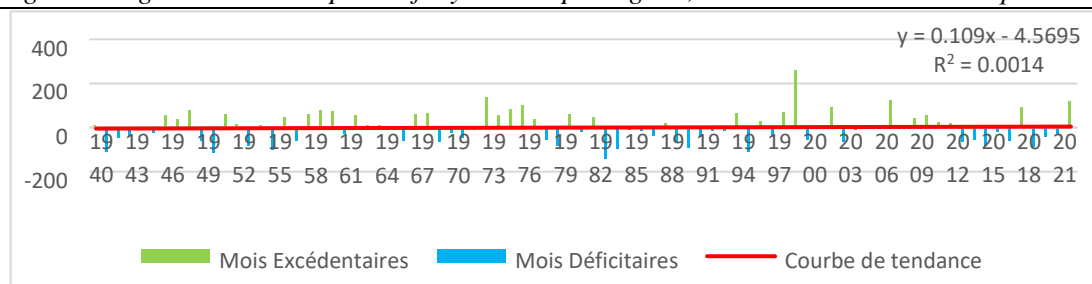 y = 0.109x - 4.5695
R² = 0.0014
400
200
0
-200
19 19 19 19 19 19 19 19 19 19 19 19 19 19 19 19 19 19 19 19 20 20 20 20 20 20 20 20
40 43 46 49 52 55 58 61 64 67 70 73 76 79 82 85 88 91 94 97 00 03 06 09 12 15 18 21
Mois Excédentaires
Mois Déficitaires
Courbe de tendance